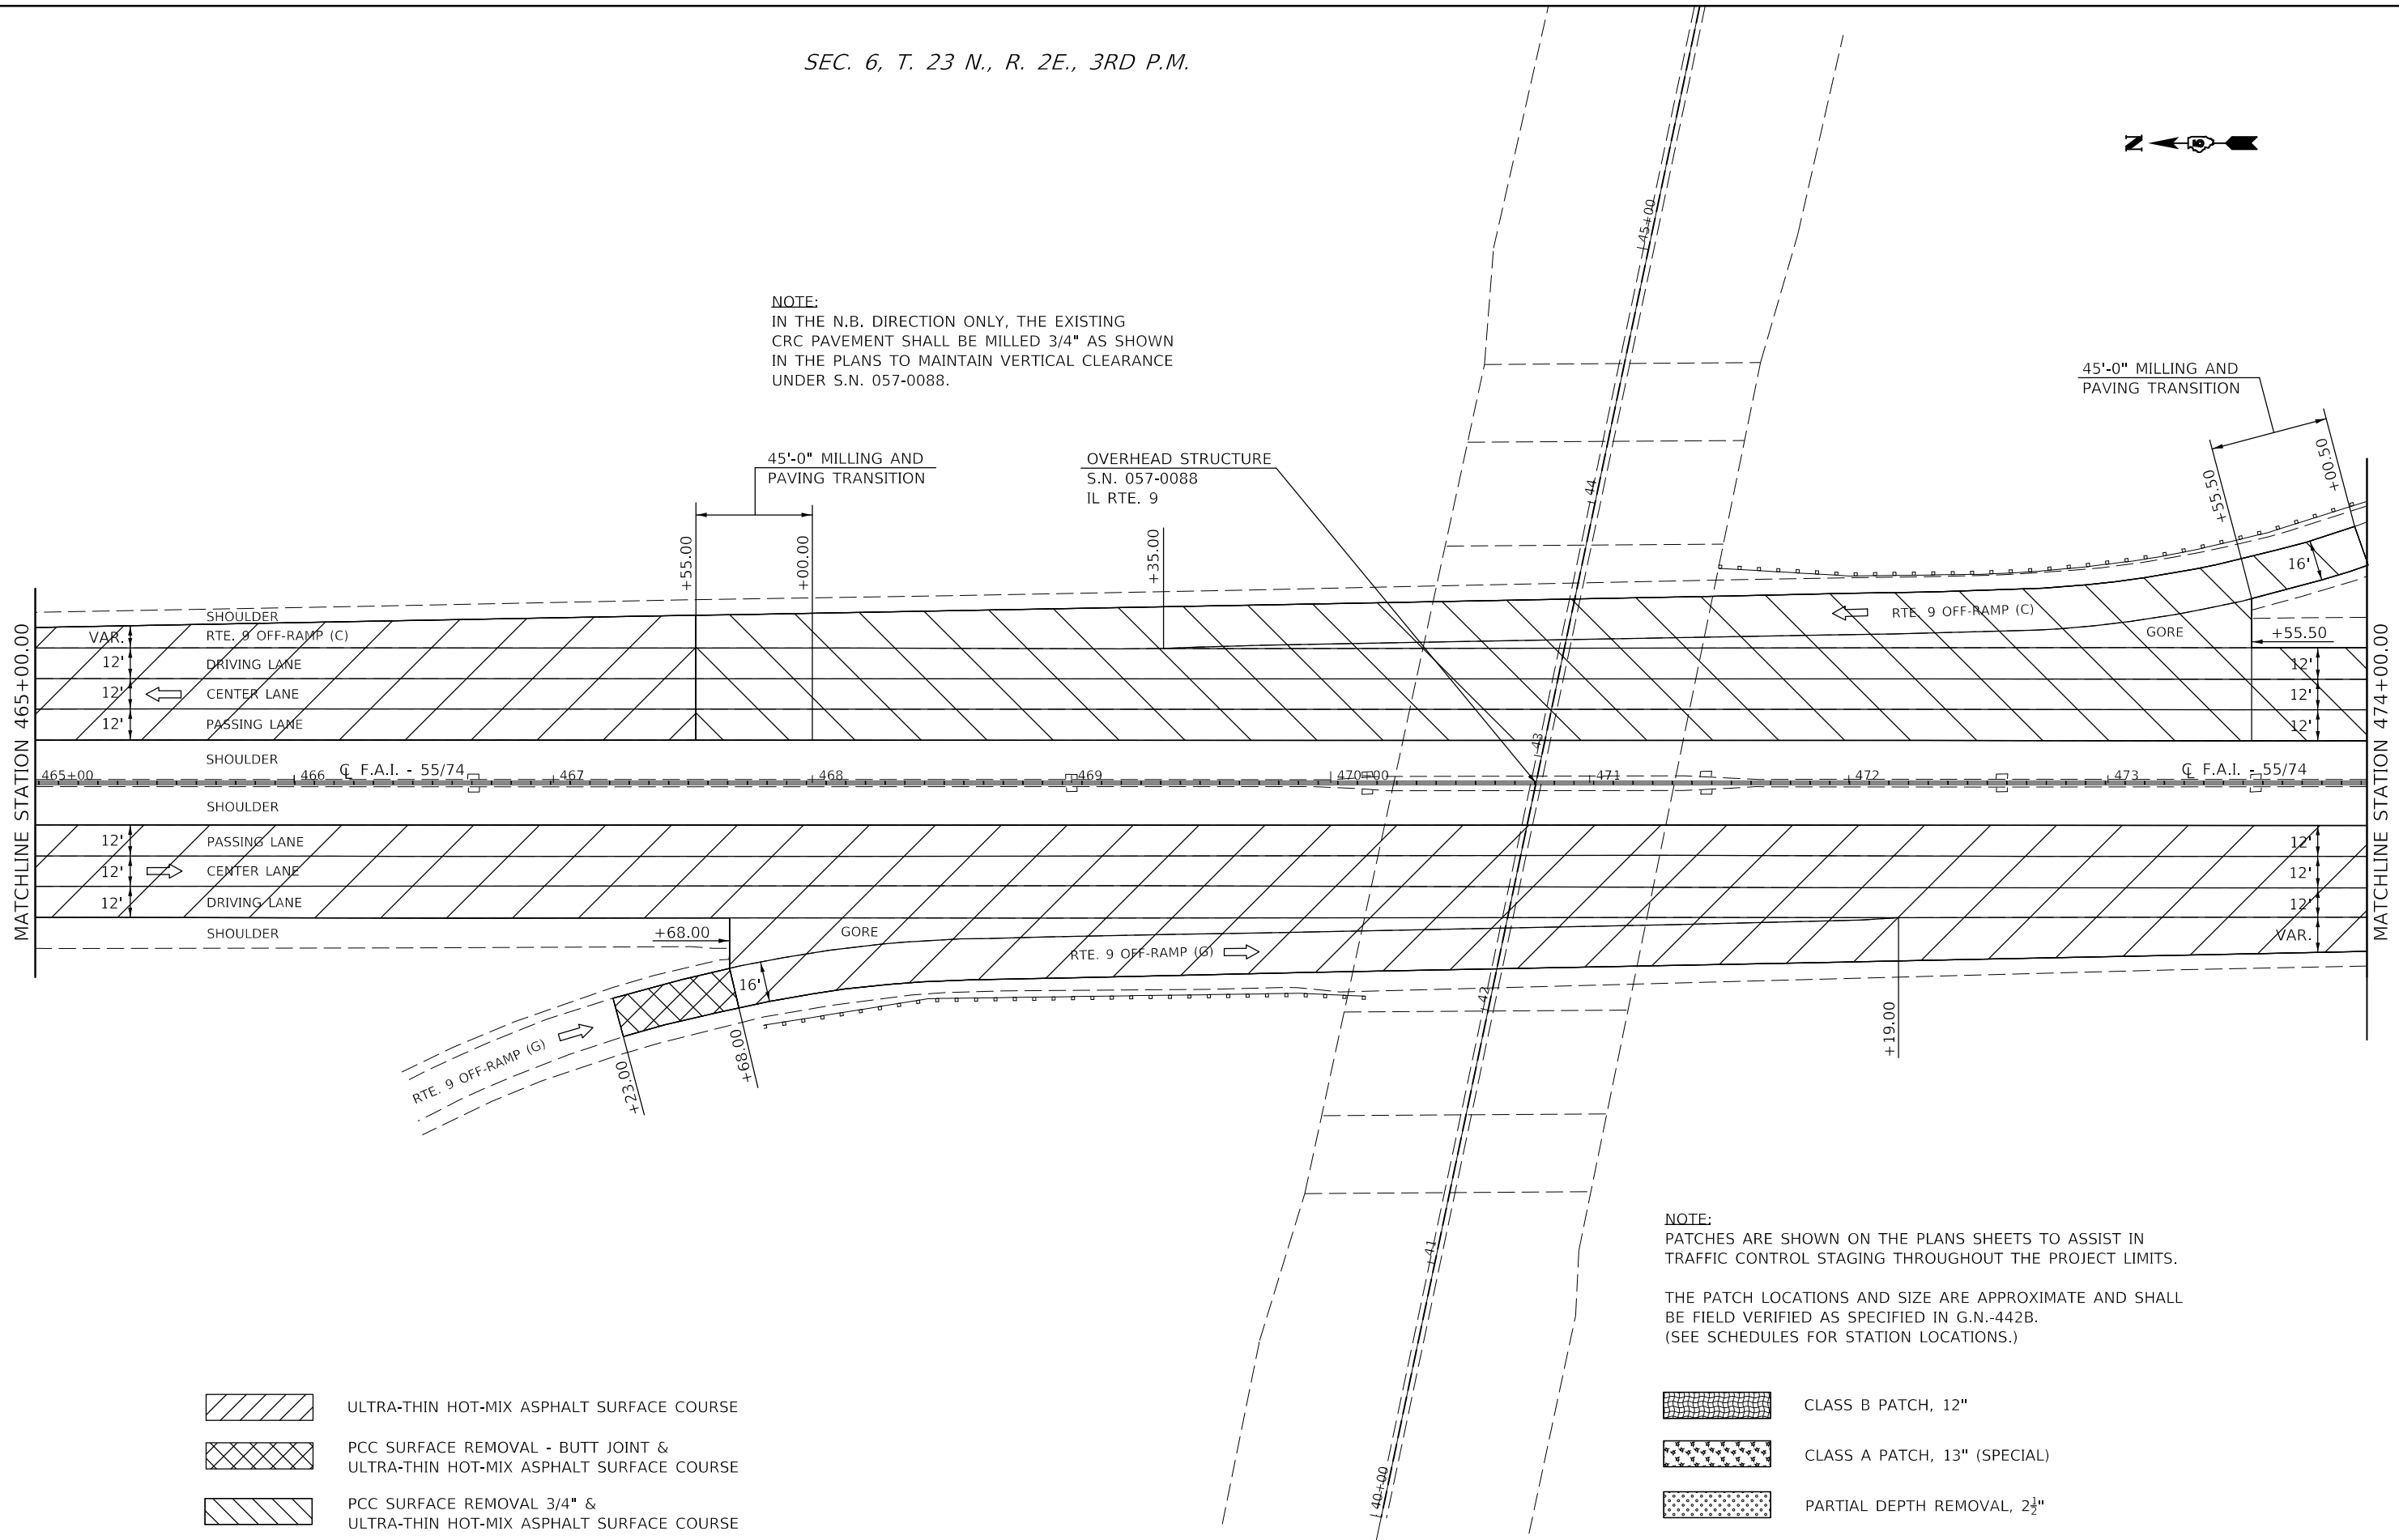 SEC. 6, T. 23 N., R. 2E., 3RD P.M.
N
NOTE:
IN THE N.B. DIRECTION ONLY, THE EXISTING
CRC PAVEMENT SHALL BE MILLED 3/4" AS SHOWN
IN THE PLANS TO MAINTAIN VERTICAL CLEARANCE
UNDER S.N. 057-0088.
45'-0" MILLING AND
PAVING TRANSITION
45'-0" MILLING AND
PAVING TRANSITION
OVERHEAD STRUCTURE
S.N. 057-0088
IL RTE. 9
45+00
44
43
42
41
40+00
+55.00
+00.00
+35.00
+55.50
+00.50
16'
MATCHLINE STATION 465+00.00
SHOULDER
VAR.
RTE. 9 OFF-RAMP (C)
12'
DRIVING LANE
12'
CENTER LANE
12'
PASSING LANE
SHOULDER
RTE. 9 OFF-RAMP (C)
GORE
+55.50
12'
12'
12'
MATCHLINE STATION 474+00.00
465+00
466
℄ F.A.I. - 55/74
467
468
469
470+00
471
472
473
℄ F.A.I. - 55/74
SHOULDER
12'
PASSING LANE
12'
CENTER LANE
12'
DRIVING LANE
SHOULDER
12'
12'
12'
VAR.
+68.00
GORE
RTE. 9 OFF-RAMP (G)
16'
RTE. 9 OFF-RAMP (G)
+23.00
+68.00
+19.00
NOTE:
PATCHES ARE SHOWN ON THE PLANS SHEETS TO ASSIST IN
TRAFFIC CONTROL STAGING THROUGHOUT THE PROJECT LIMITS.
THE PATCH LOCATIONS AND SIZE ARE APPROXIMATE AND SHALL
BE FIELD VERIFIED AS SPECIFIED IN G.N.-442B.
(SEE SCHEDULES FOR STATION LOCATIONS.)
ULTRA-THIN HOT-MIX ASPHALT SURFACE COURSE
PCC SURFACE REMOVAL - BUTT JOINT &
ULTRA-THIN HOT-MIX ASPHALT SURFACE COURSE
PCC SURFACE REMOVAL 3/4" &
ULTRA-THIN HOT-MIX ASPHALT SURFACE COURSE
CLASS B PATCH, 12"
CLASS A PATCH, 13" (SPECIAL)
PARTIAL DEPTH REMOVAL, 2½"